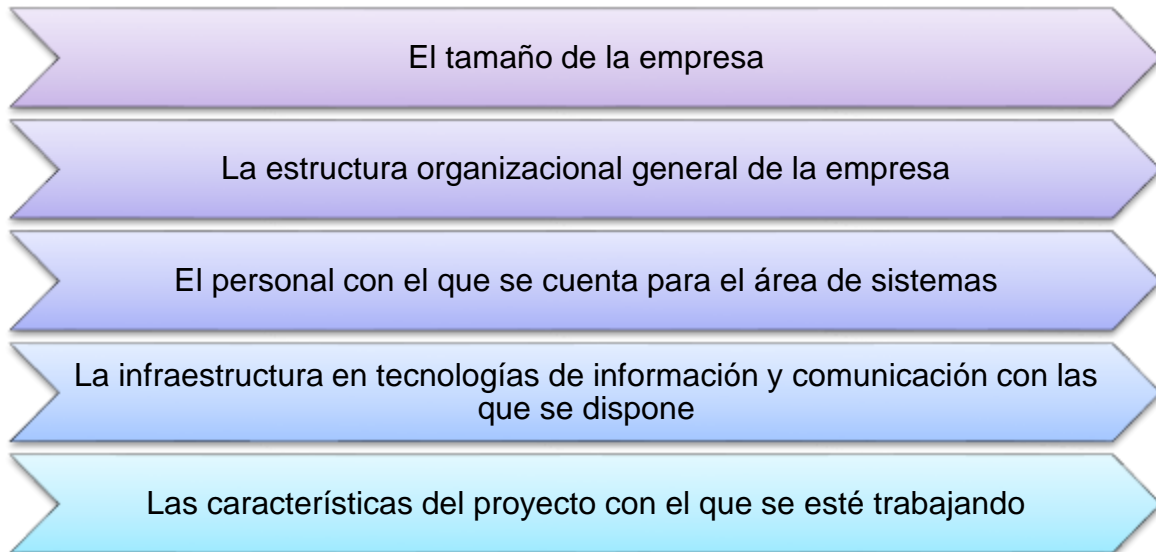 El tamaño de la empresa
La estructura organizacional general de la empresa
El personal con el que se cuenta para el área de sistemas
La infraestructura en tecnologías de información y comunicación con las
que se dispone
Las características del proyecto con el que se esté trabajando